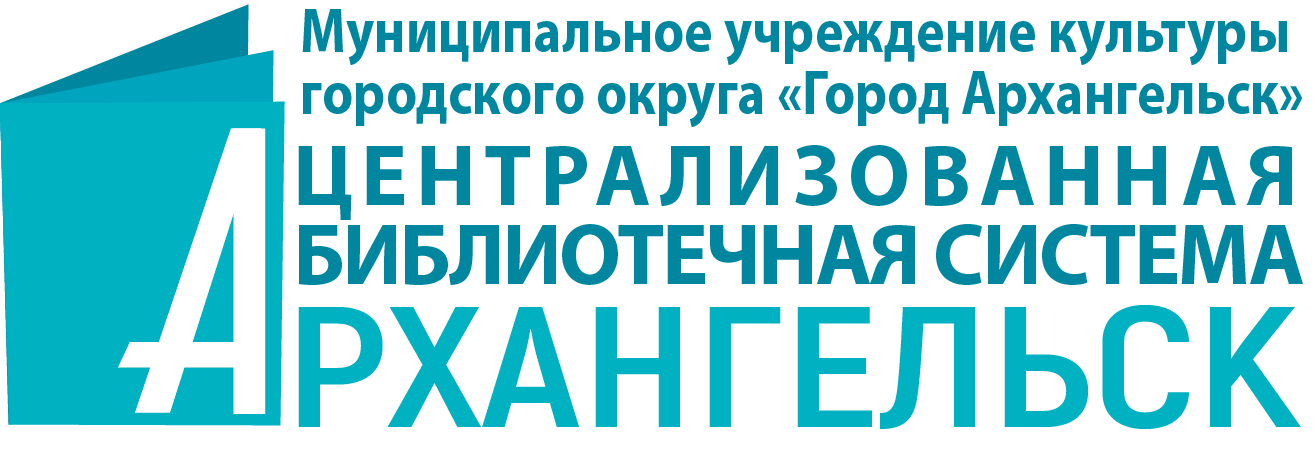 Муниципальное учреждение культуры
городского округа «Город Архангельск»
ЦЕНТРАЛИЗОВАННАЯ
БИБЛИОТЕЧНАЯ СИСТЕМА
АРХАНГЕЛЬСК